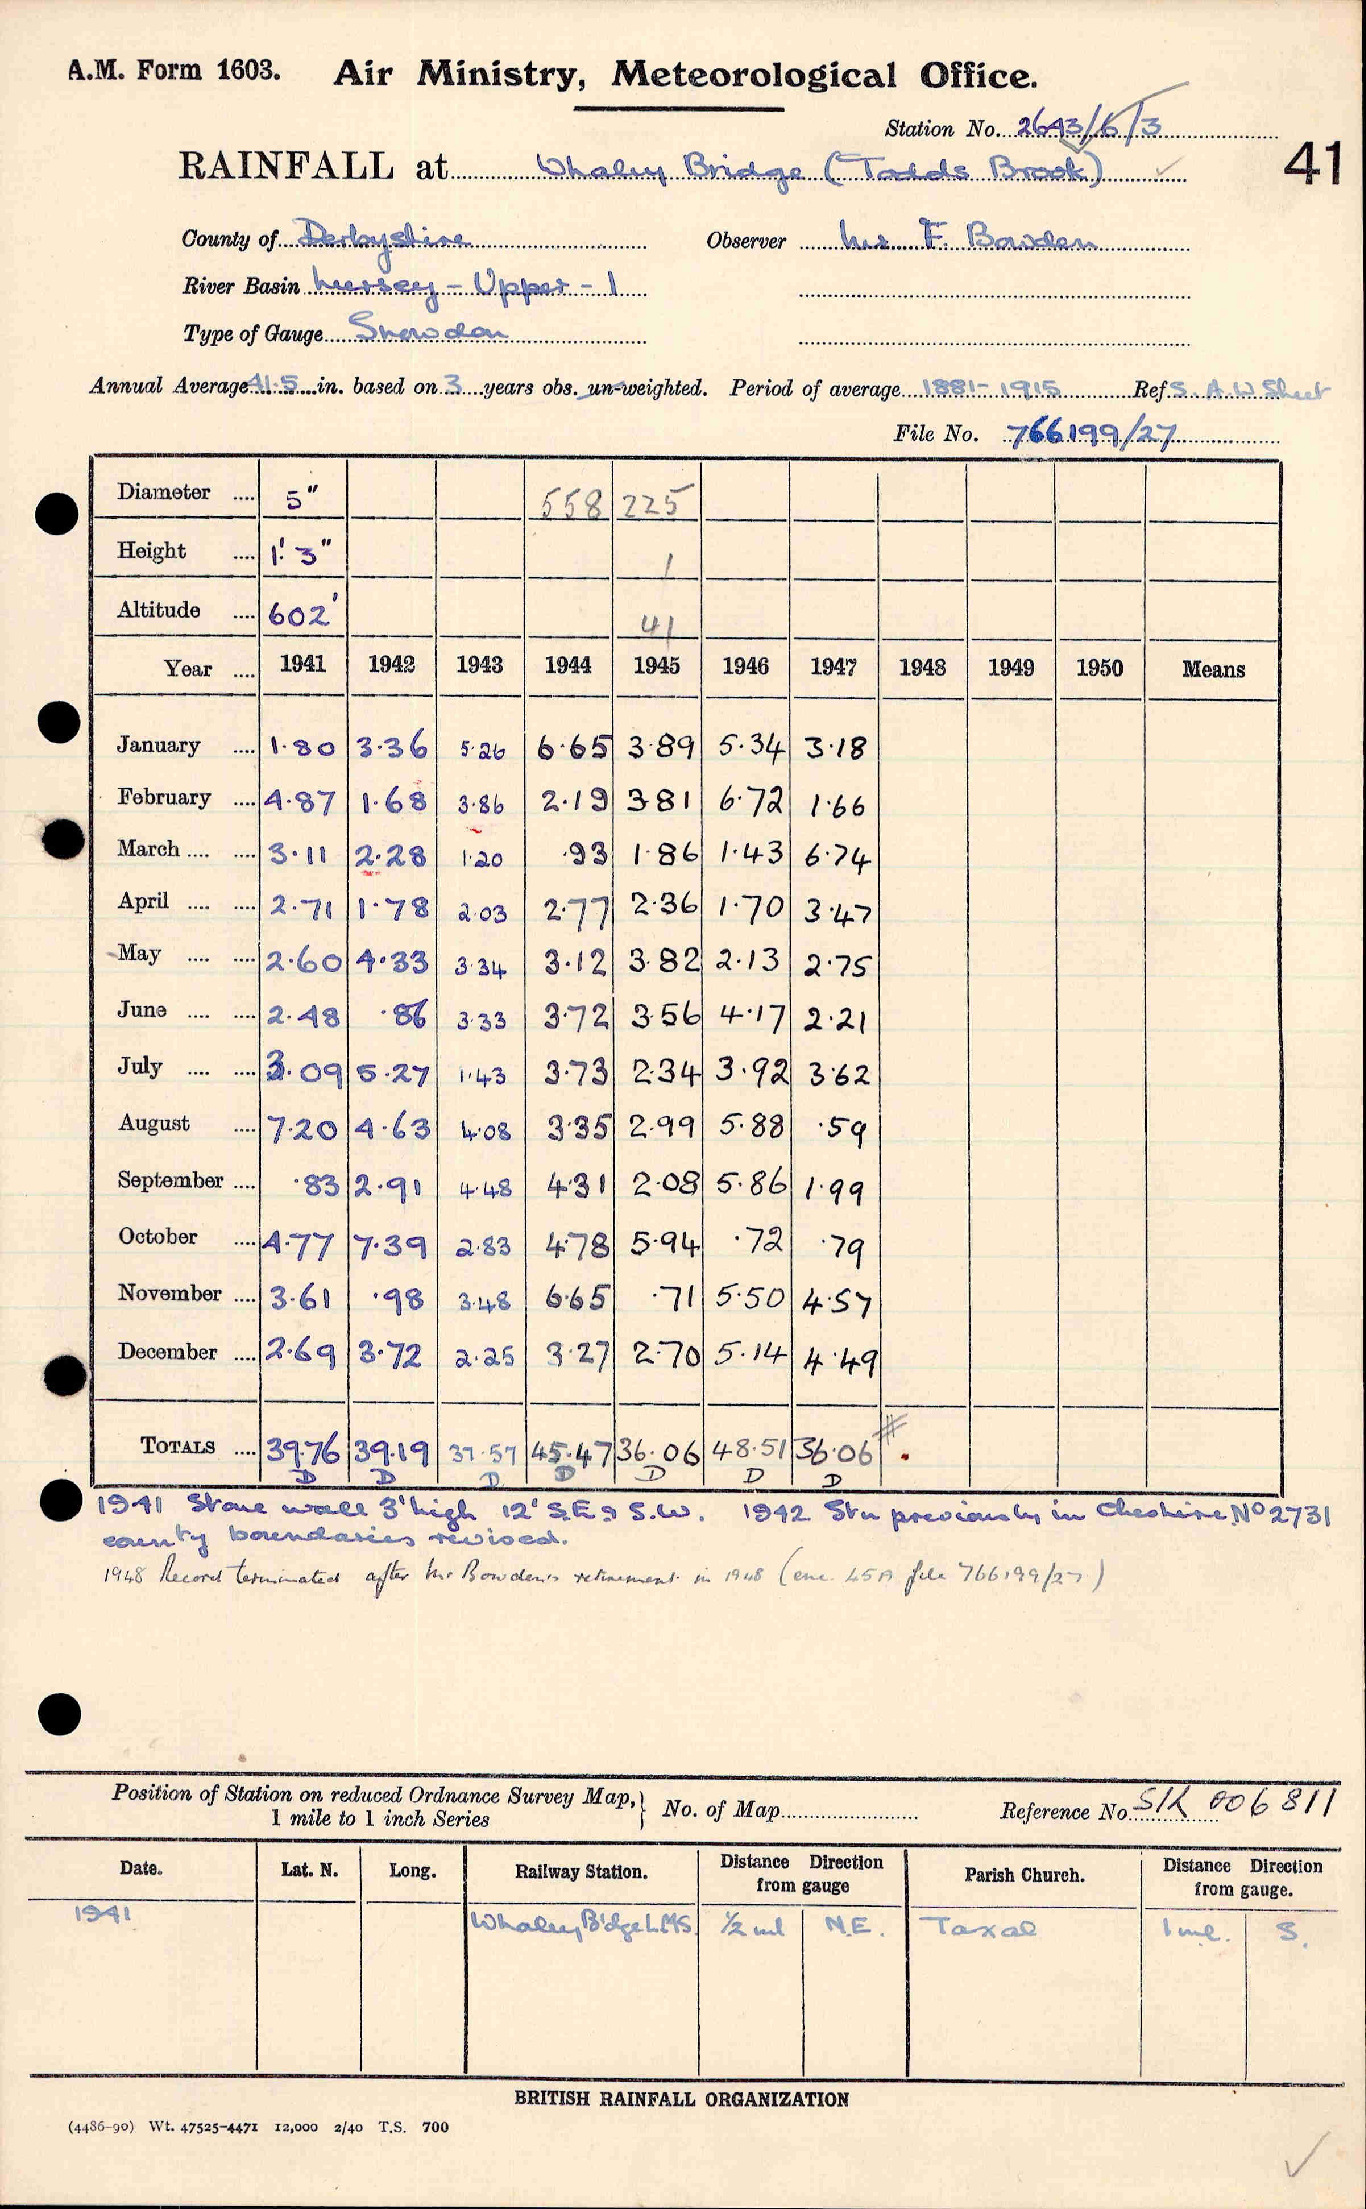 A.M. Form 1603. Air Ministry, Meteorological Office.
Station No. 2643/6/3
RAINFALL at Whaley Bridge (Todds Brook)
41
County of Derbyshire Observer Mr F. Bowden
River Basin Mersey - Upper - 1
Type of Gauge Snowdon
Annual Average 41.5 in. based on 3 years obs. un-weighted. Period of average 1881-1915 Ref S.A.W Sheet
File No. 766199/27
Diameter .... 5" 558 225
Height .... 1' 3" 1
Altitude .... 602' 41
Year .... 1941 1942 1943 1944 1945 1946 1947 1948 1949 1950 Means
January .... 1.80 3.36 5.26 6.65 3.89 5.34 3.18
February .... 4.87 1.68 3.86 2.19 3.81 6.72 1.66
March .... .... 3.11 2.28 1.20 .93 1.86 1.43 6.74
April .... .... 2.71 1.78 2.03 2.77 2.36 1.70 3.47
May .... .... 2.60 4.33 3.34 3.12 3.82 2.13 2.75
June .... .... 2.48 .86 3.33 3.72 3.56 4.17 2.21
July .... .... 3.09 5.27 1.43 3.73 2.34 3.92 3.62
August .... 7.20 4.63 4.08 3.35 2.99 5.88 .59
September .... .83 2.91 4.48 4.31 2.08 5.86 1.99
October .... 4.77 7.39 2.83 4.78 5.94 .72 .79
November .... 3.61 .98 3.48 6.65 .71 5.50 4.57
December .... 2.69 3.72 2.25 3.27 2.70 5.14 4.49
TOTALS .... 39.76 39.19 37.57 45.47 36.06 48.51 36.06 #
D D D D D D D
1941 Stone wall 3' high 12' S.E & S.W. 1942 Stn previously in Cheshire, No 2731
county boundaries revised.
1948 Record terminated after Mr Bowden's retirement in 1948 (enc. 45A file 766199/27)
Position of Station on reduced Ordnance Survey Map,
1 mile to 1 inch Series } No. of Map Reference No. SIK 006811
Date. Lat. N. Long. Railway Station. Distance Direction from gauge Parish Church. Distance Direction from gauge.
1941 Whaley B'dge L.M.S. 1/2 ml N.E. Taxal 1 ml. S.
BRITISH RAINFALL ORGANIZATION
(4486-90) Wt. 47525-4471 12,000 2/40 T.S. 700